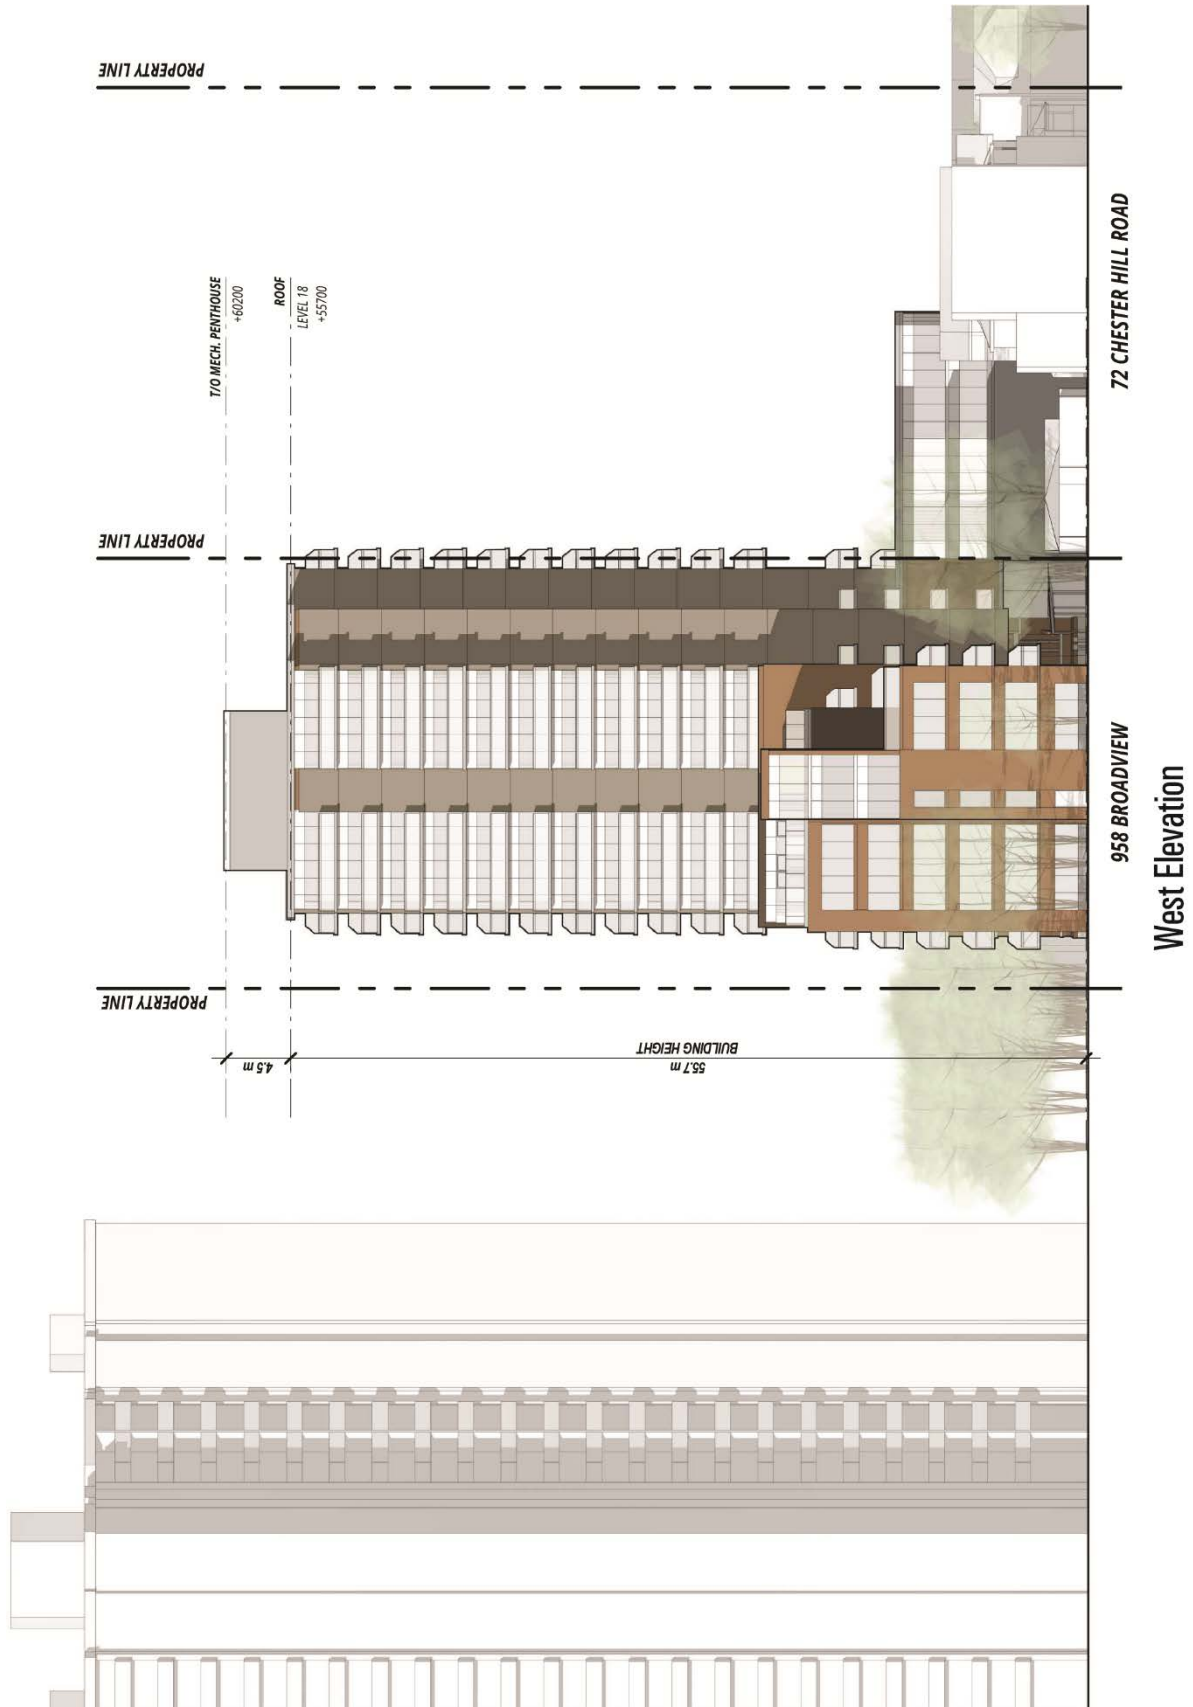 PROPERTY LINE
PROPERTY LINE
PROPERTY LINE
T/O MECH. PENTHOUSE
+60200
ROOF
LEVEL 18
+55700
4.5 m
BUILDING HEIGHT
55.7 m
958 BROADVIEW
72 CHESTER HILL ROAD
West Elevation